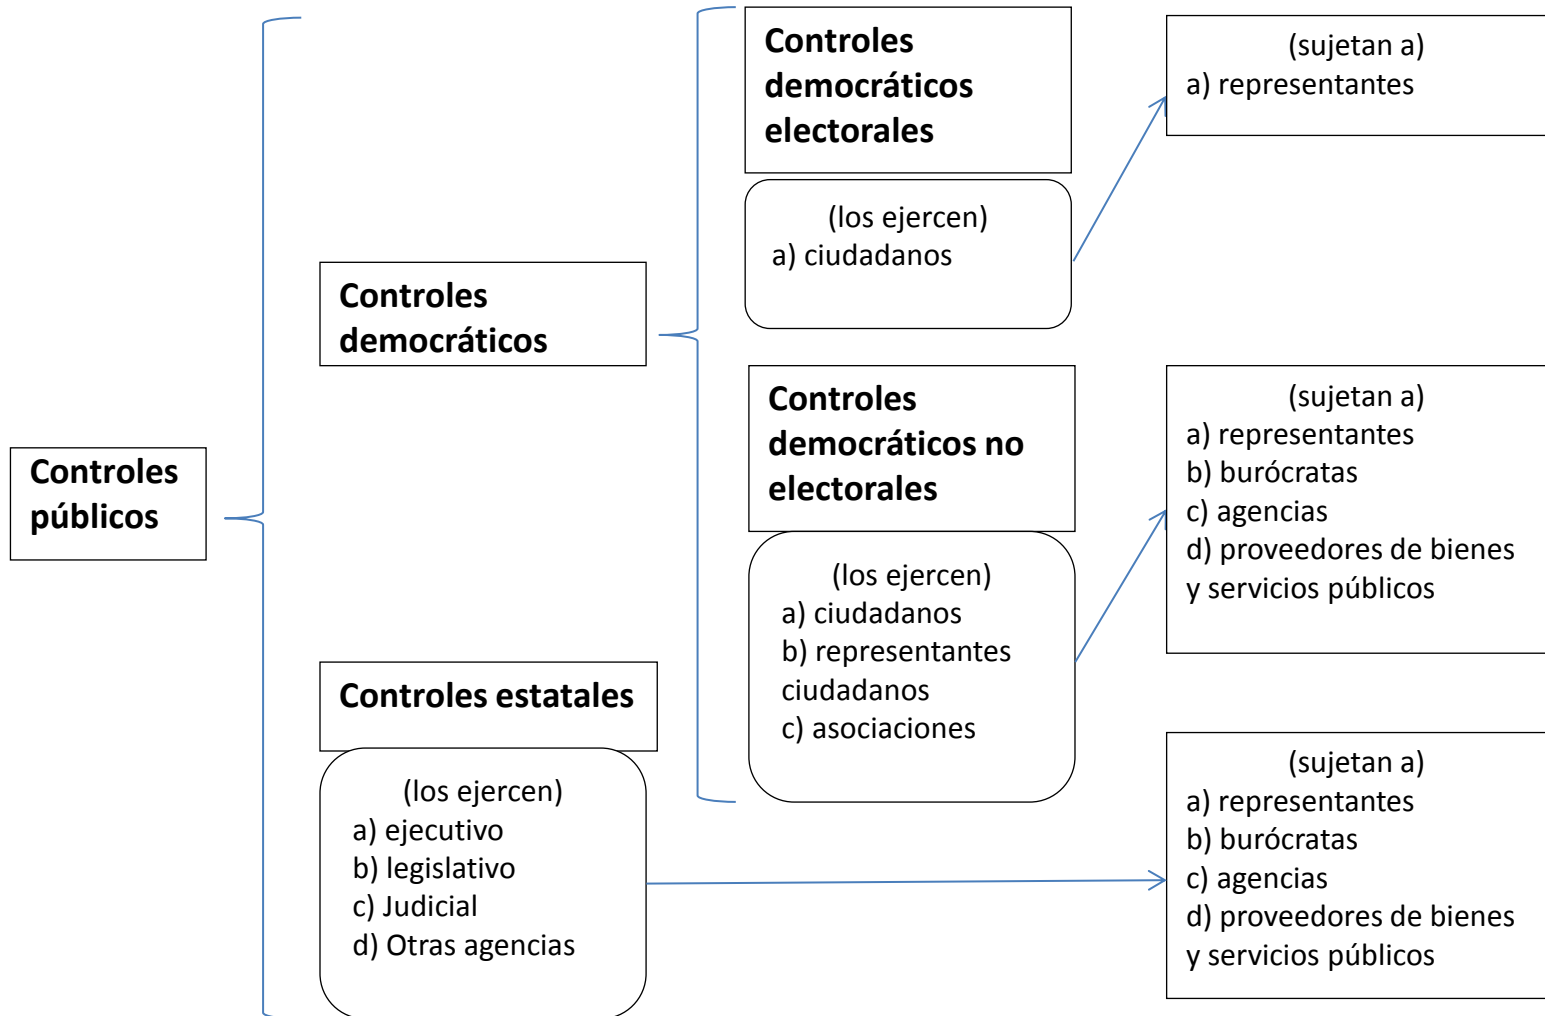 Controles
públicos
Controles
democráticos
Controles
democráticos
electorales
(los ejercen)
a) ciudadanos
(sujetan a)
a) representantes
Controles
democráticos no
electorales
(los ejercen)
a) ciudadanos
b) representantes
ciudadanos
c) asociaciones
(sujetan a)
a) representantes
b) burócratas
c) agencias
d) proveedores de bienes
y servicios públicos
Controles estatales
(los ejercen)
a) ejecutivo
b) legislativo
c) Judicial
d) Otras agencias
(sujetan a)
a) representantes
b) burócratas
c) agencias
d) proveedores de bienes
y servicios públicos